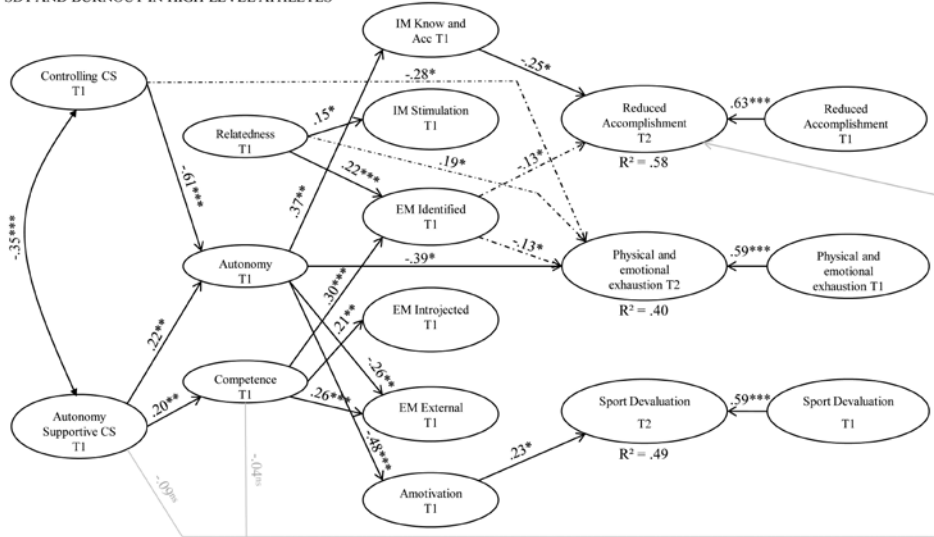 SDT AND BURNOUT IN HIGH LEVEL ATHLETES
IM Know and
Acc T1
Controlling CS
T1
-.28*
-.25*
IM Stimulation
T1
.15*
Relatedness
T1
Reduced
Accomplishment
T2
R² = .58
.63***
Reduced
Accomplishment
T1
.19*
-.13*
.22***
-.61***
.37**
EM Identified
T1
-.35***
-.13*
Autonomy
T1
-.39*
Physical and
emotional
exhaustion T2
R² = .40
.59***
Physical and
emotional
exhaustion T1
.30***
EM Introjected
T1
.21**
.22**
-.26**
Competence
T1
.26***
.20**
EM External
T1
Autonomy
Supportive CS
T1
Sport Devaluation
T2
R² = .49
.59***
Sport Devaluation
T1
-.48***
.23*
-.09ns
-.04ns
Amotivation
T1